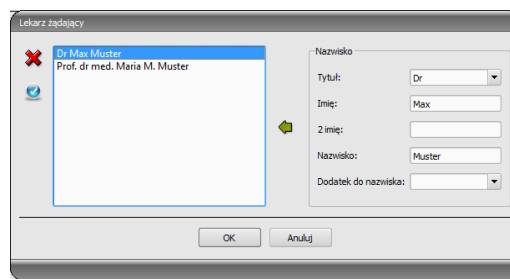 Lekarz żądający
Dr Max Muster
Prof. dr med. Maria M. Muster
Nazwisko
Tytuł: Dr
Imię: Max
2 imię:
Nazwisko: Muster
Dodatek do nazwiska:
OK Anuluj